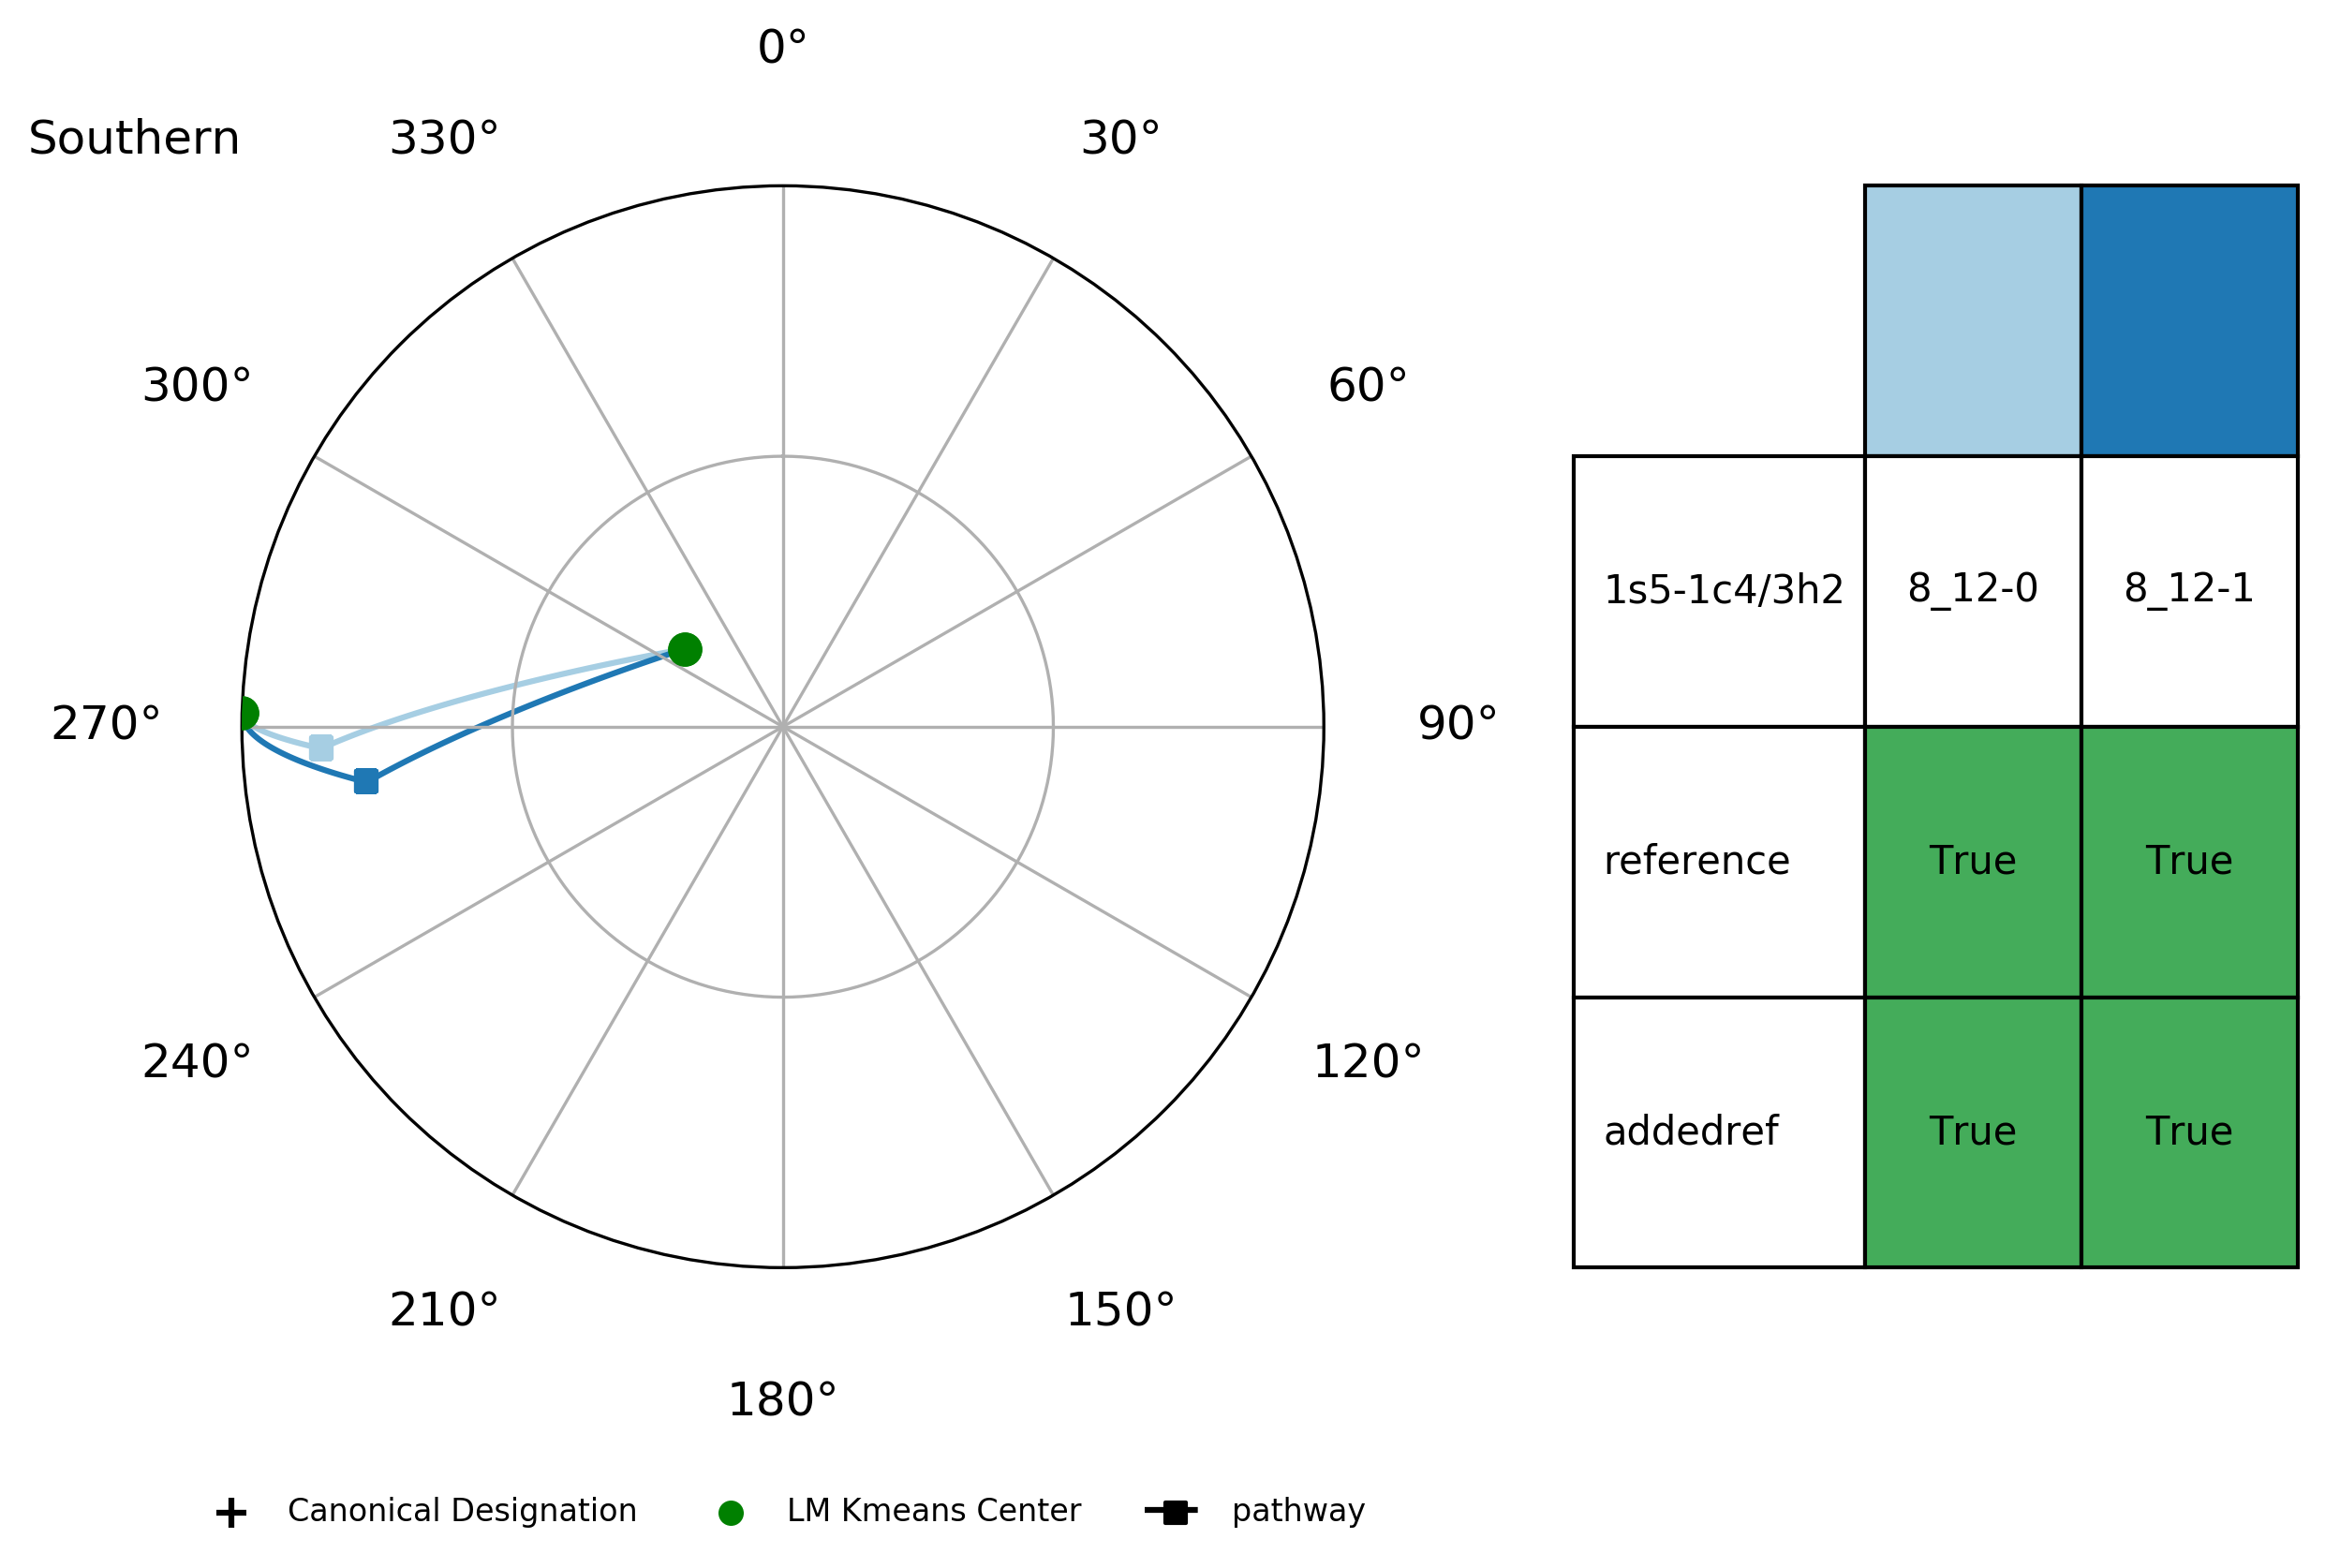 0°
Southern
330°
30°
300°
60°
270°
90°
240°
120°
210°
150°
180°
1s5-1c4/3h2 8_12-0 8_12-1
reference True True
addedref True True
Canonical Designation LM Kmeans Center pathway